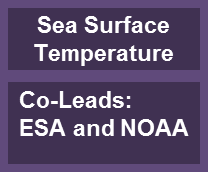 Sea Surface
Temperature
Co-Leads:
ESA and NOAA